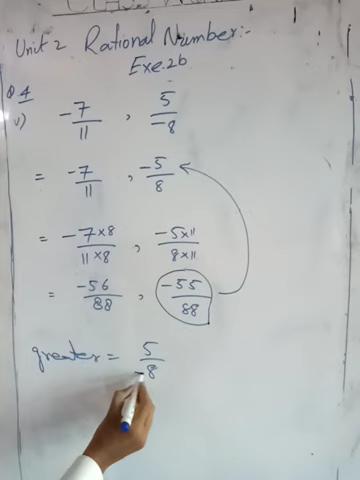 Unit 2 Rational Number:-
Exe.2b
Q4
v) -7/11 , 5/-8
= -7/11 , -5/8
= -7×8/11×8 , -5×11/8×11
= -56/88 , -55/88
greater = 5/-8